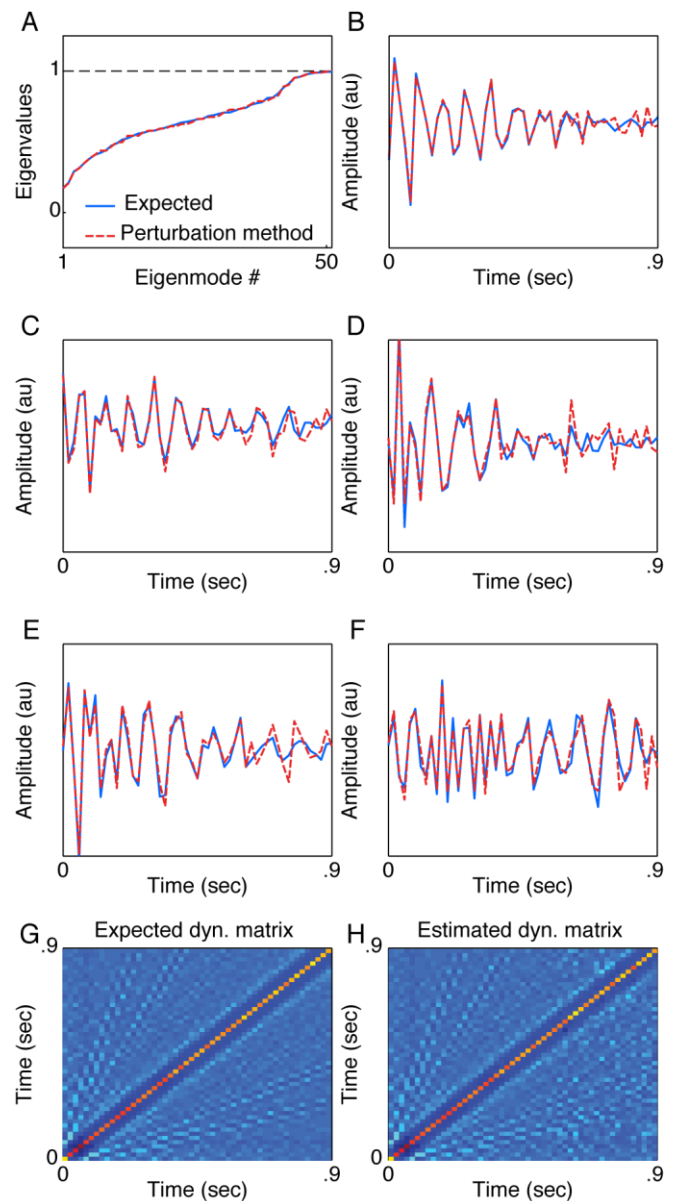 A
B
Eigenvalues
1
0
Expected
Perturbation method
1
50
Eigenmode #
Amplitude (au)
0
.9
Time (sec)
C
D
Amplitude (au)
0
.9
Time (sec)
Amplitude (au)
0
.9
Time (sec)
E
F
Amplitude (au)
0
.9
Time (sec)
Amplitude (au)
0
.9
Time (sec)
G
Expected dyn. matrix
.9
Time (sec)
0
0
.9
Time (sec)
H
Estimated dyn. matrix
.9
Time (sec)
0
0
.9
Time (sec)